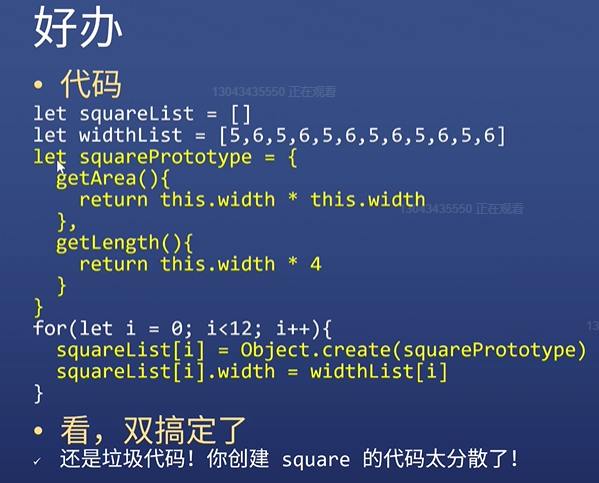 好办
• 代码
13043435550 正在观看
let squareList = []
let widthList = [5,6,5,6,5,6,5,6,5,6,5,6]
let squarePrototype = {
  getArea(){
    return this.width * this.width
13043435550 正在观看
  },
  getLength(){
    return this.width * 4
  }
}
for(let i = 0; i<12; i++){
13
  squareList[i] = Object.create(squarePrototype)
  squareList[i].width = widthList[i]
}
• 看，双搞定了
✓ 还是垃圾代码！你创建 square 的代码太分散了！